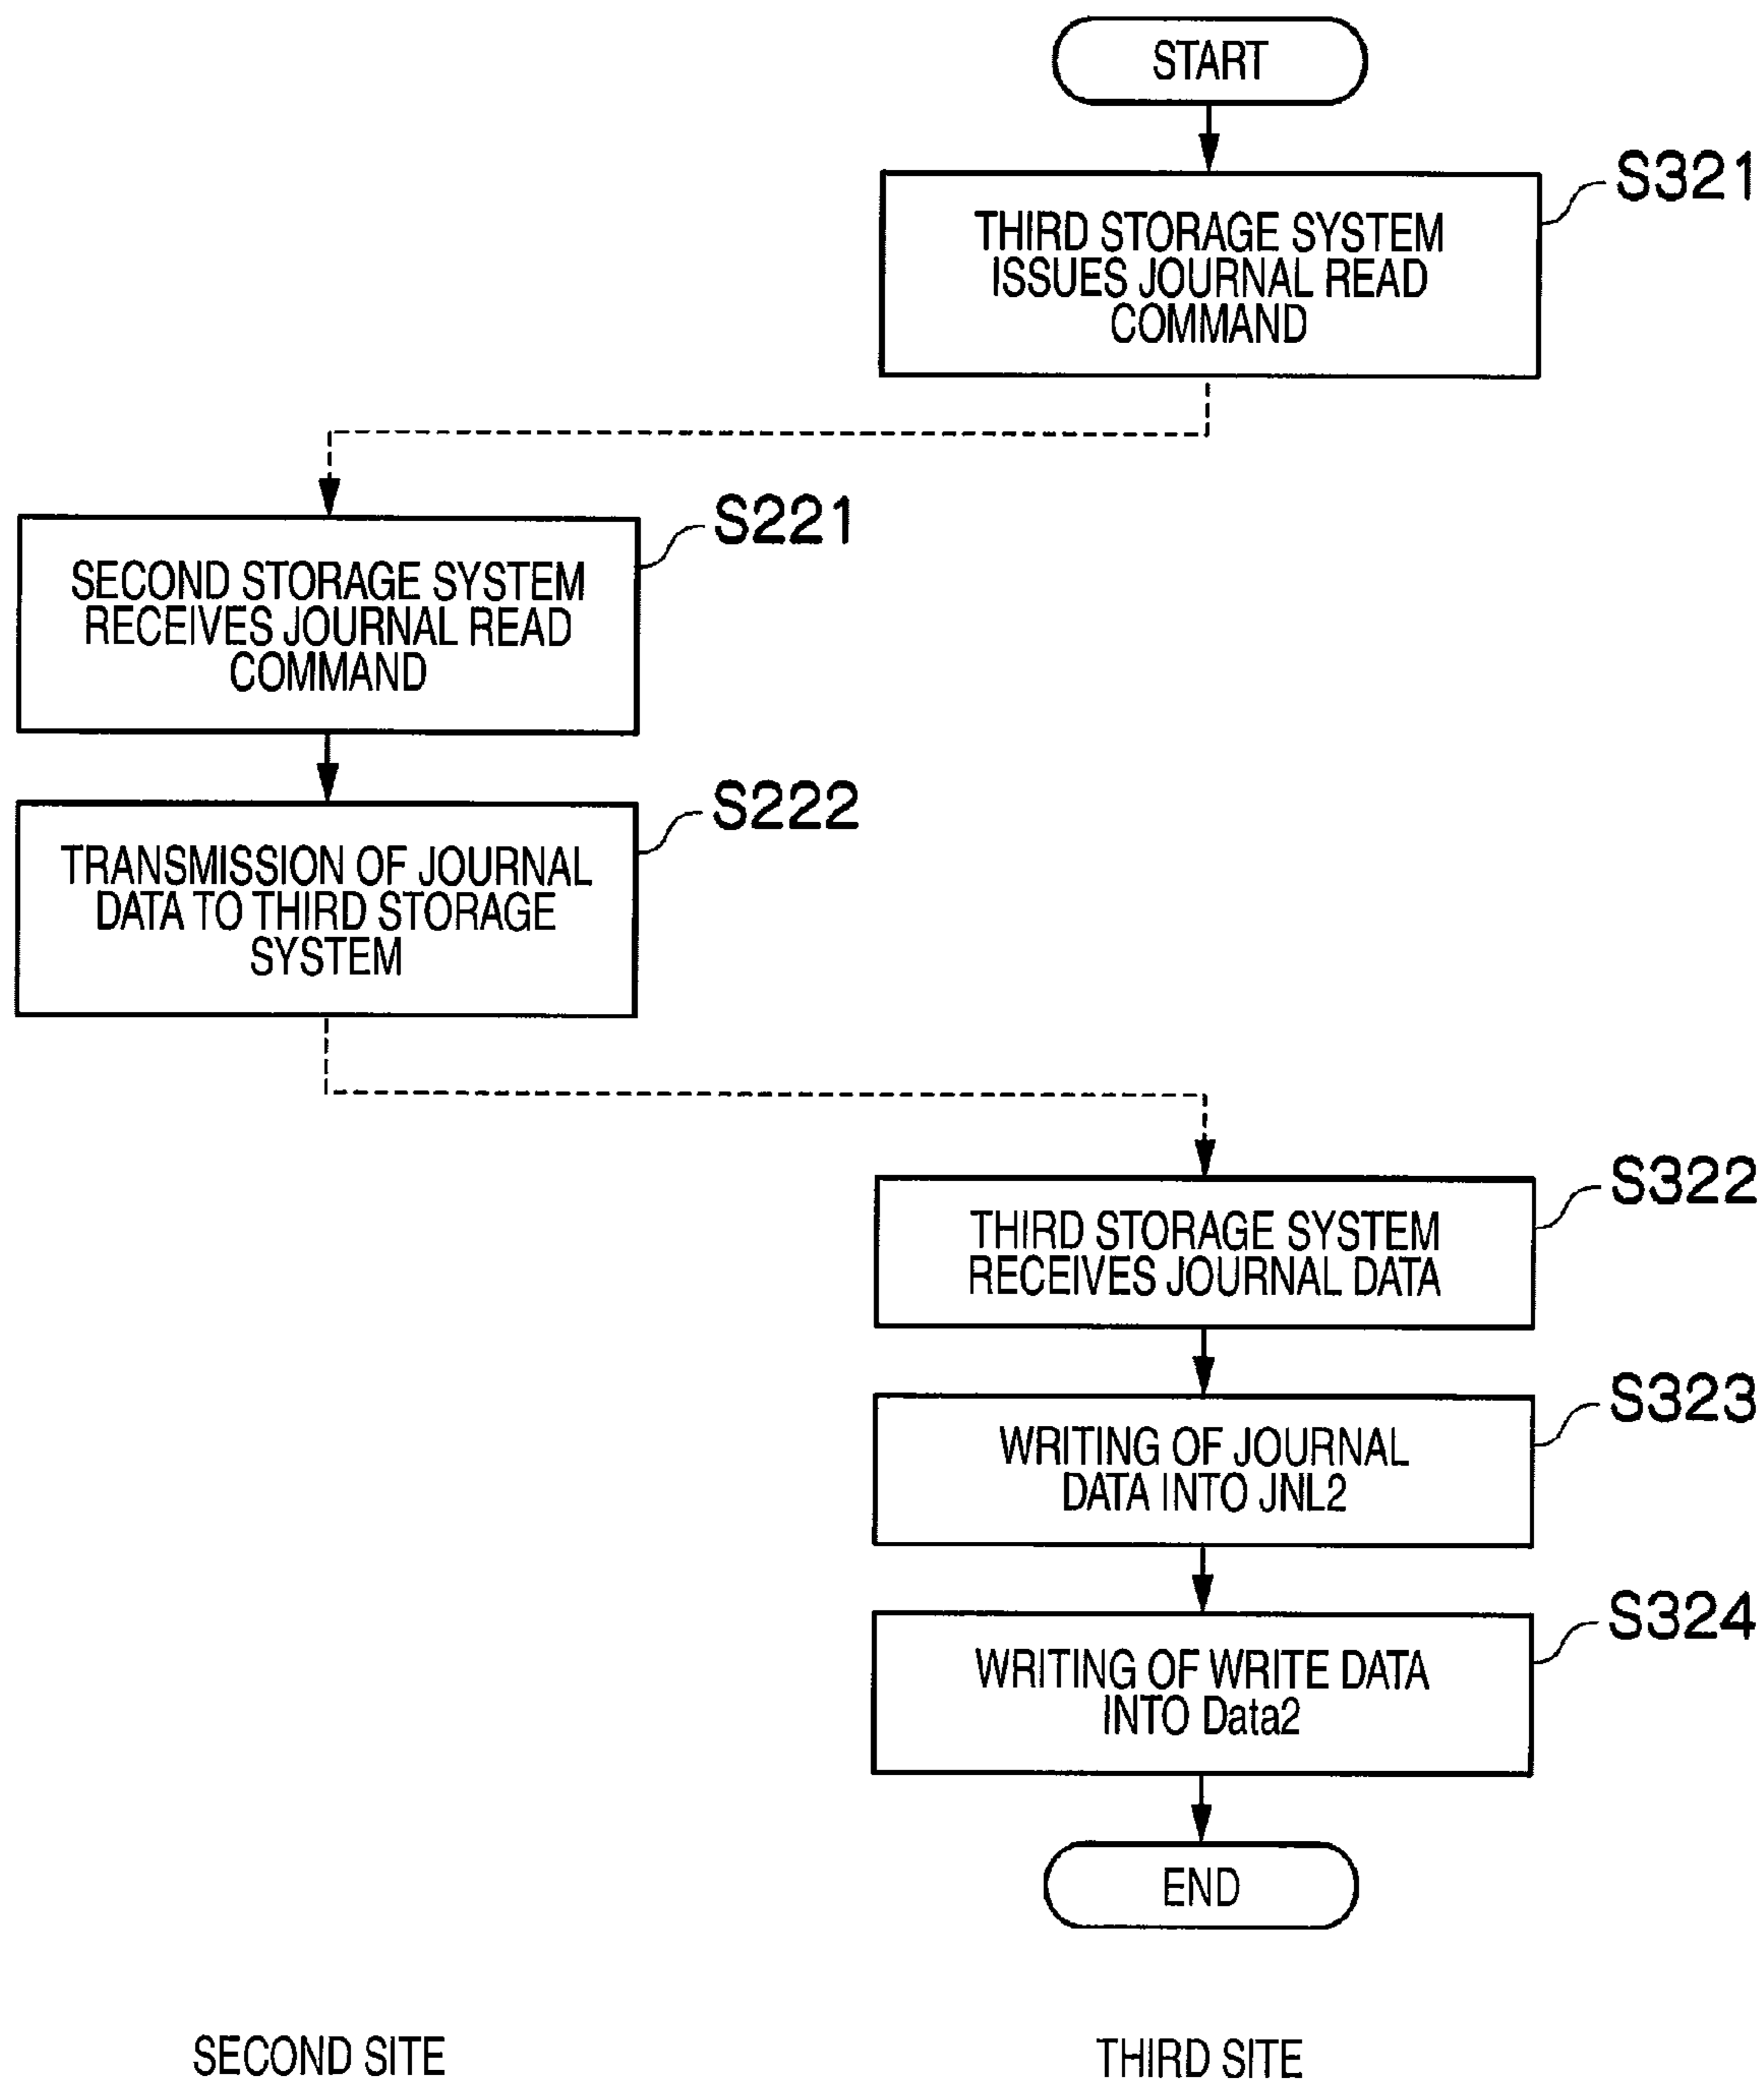 START
S321
THIRD STORAGE SYSTEM
ISSUES JOURNAL READ
COMMAND
S221
SECOND STORAGE SYSTEM
RECEIVES JOURNAL READ
COMMAND
S222
TRANSMISSION OF JOURNAL
DATA TO THIRD STORAGE
SYSTEM
S322
THIRD STORAGE SYSTEM
RECEIVES JOURNAL DATA
S323
WRITING OF JOURNAL
DATA INTO JNL2
S324
WRITING OF WRITE DATA
INTO Data2
END
SECOND SITE
THIRD SITE